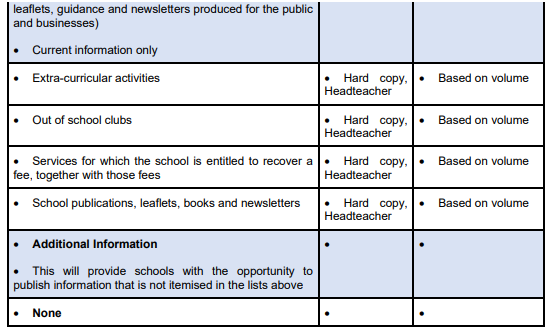 leaflets, guidance and newsletters produced for the public
and businesses)
• Current information only
• Extra-curricular activities
• Hard copy,
Headteacher
• Based on volume
• Out of school clubs
• Hard copy,
Headteacher
• Based on volume
• Services for which the school is entitled to recover a
fee, together with those fees
• Hard copy,
Headteacher
• Based on volume
• School publications, leaflets, books and newsletters
• Hard copy,
Headteacher
• Based on volume
• Additional Information
• This will provide schools with the opportunity to
publish information that is not itemised in the lists above
•
•
• None
•
•